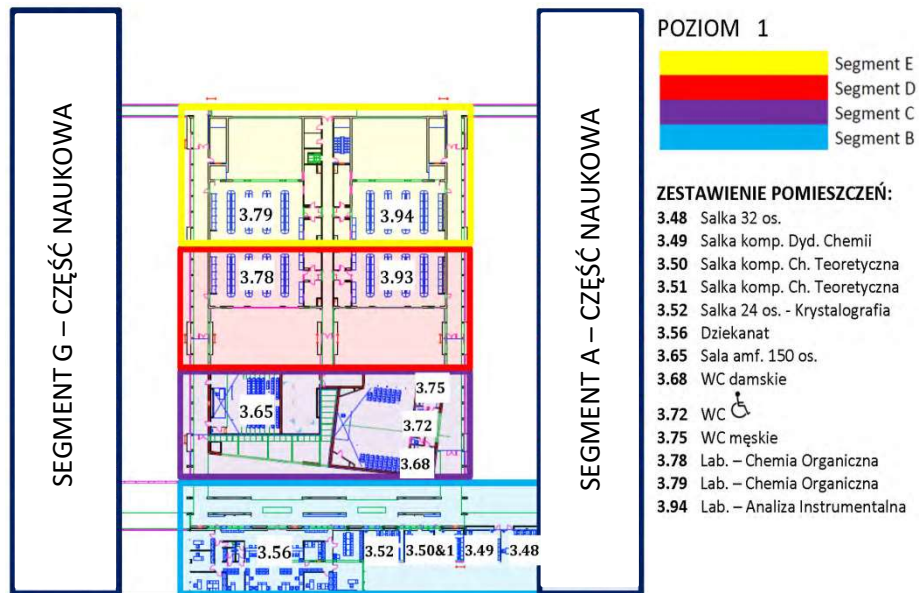 SEGMENT G – CZĘŚĆ NAUKOWA
3.79
3.94
3.78
3.93
3.75
3.65
3.72
3.68
3.56
3.52
3.50&1
3.49
3.48
SEGMENT A – CZĘŚĆ NAUKOWA
POZIOM 1
Segment E
Segment D
Segment C
Segment B
ZESTAWIENIE POMIESZCZEŃ:
3.48 Salka 32 os.
3.49 Salka komp. Dyd. Chemii
3.50 Salka komp. Ch. Teoretyczna
3.51 Salka komp. Ch. Teoretyczna
3.52 Salka 24 os. - Krystalografia
3.56 Dziekanat
3.65 Sala amf. 150 os.
3.68 WC damskie
3.72 WC
3.75 WC męskie
3.78 Lab. – Chemia Organiczna
3.79 Lab. – Chemia Organiczna
3.94 Lab. – Analiza Instrumentalna